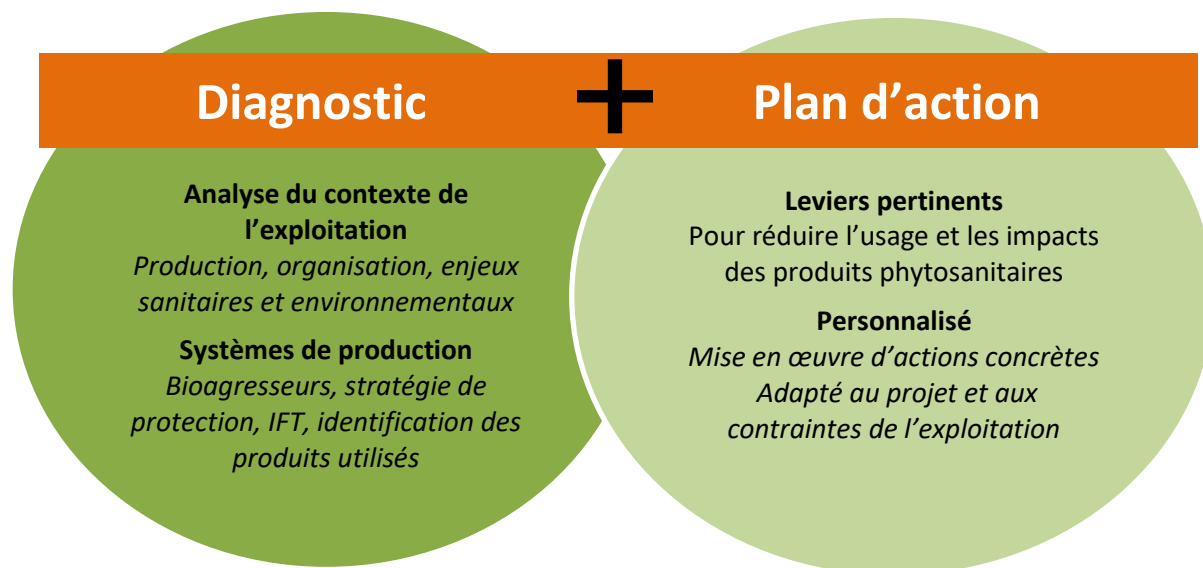 Diagnostic
+
Plan d’action
Analyse du contexte de
l’exploitation
Production, organisation, enjeux
sanitaires et environnementaux
Systèmes de production
Bioagresseurs, stratégie de
protection, IFT, identification des
produits utilisés
Leviers pertinents
Pour réduire l’usage et les impacts
des produits phytosanitaires
Personnalisé
Mise en œuvre d’actions concrètes
Adapté au projet et aux
contraintes de l’exploitation